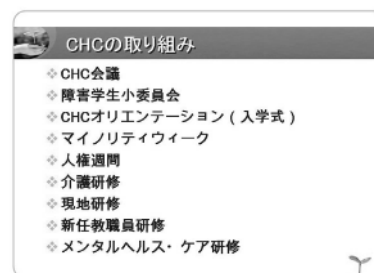 CHCの取り組み
CHC会議
障害学生小委員会
CHCオリエンテーション(入学式)
マイノリティウィーク
人権週間
介護研修
現地研修
新任教職員研修
メンタルヘルス・ケア研修